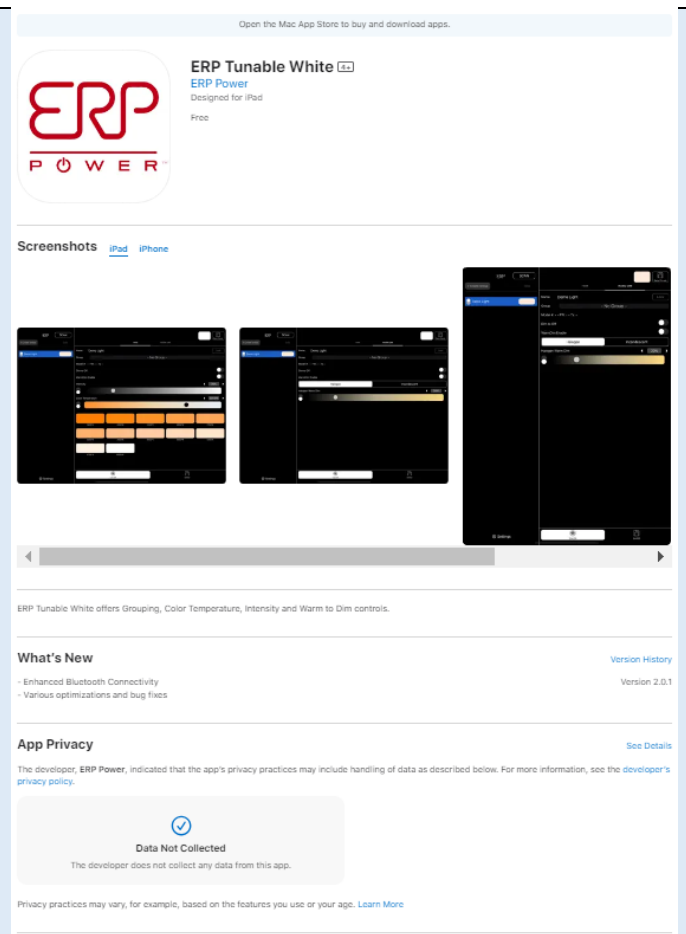 Open the Mac App Store to buy and download apps.
ERP
POWER
ERP Tunable White 4+
ERP Power
Designed for iPad
Free
Screenshots iPad iPhone
ERP Tunable White offers Grouping, Color Temperature, Intensity and Warm to Dim controls.
What's New
Version History
- Enhanced Bluetooth Connectivity
Version 2.0.1
- Various optimizations and bug fixes
App Privacy
See Details
The developer, ERP Power, indicated that the app's privacy practices may include handling of data as described below. For more information, see the developer's
privacy policy.
Data Not Collected
The developer does not collect any data from this app.
Privacy practices may vary, for example, based on the features you use or your age. Learn More